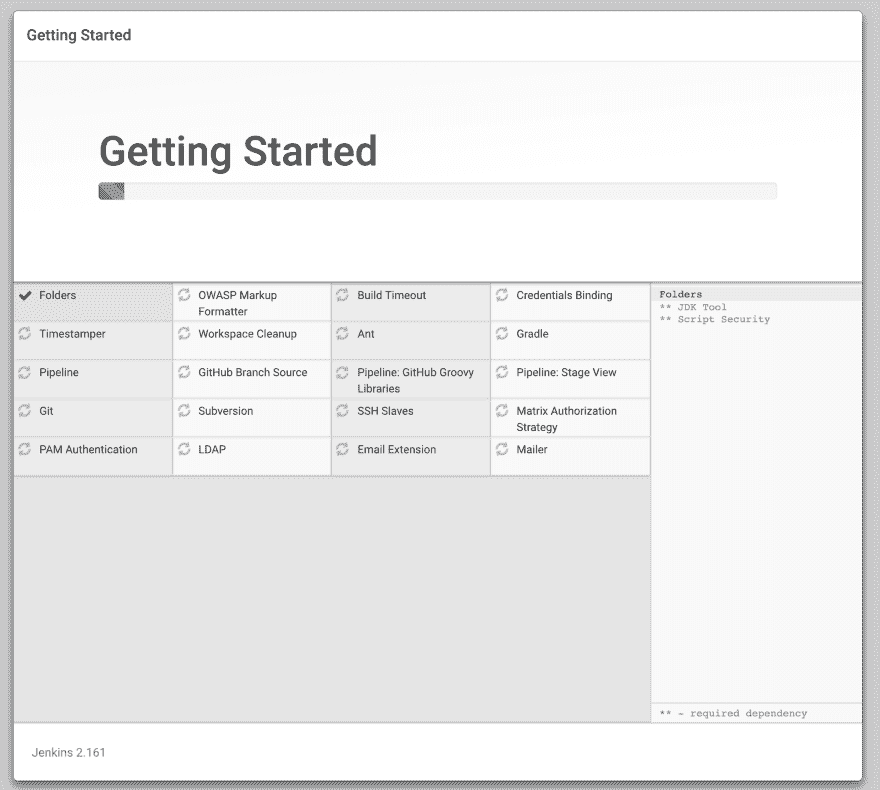 Getting Started
Getting Started
Folders
OWASP Markup
Formatter
Build Timeout
Credentials Binding
Timestamper
Workspace Cleanup
Ant
Gradle
Pipeline
GitHub Branch Source
Pipeline: GitHub Groovy
Libraries
Pipeline: Stage View
Git
Subversion
SSH Slaves
Matrix Authorization
Strategy
PAM Authentication
LDAP
Email Extension
Mailer
Folders
** JDK Tool
** Script Security
** - required dependency
Jenkins 2.161